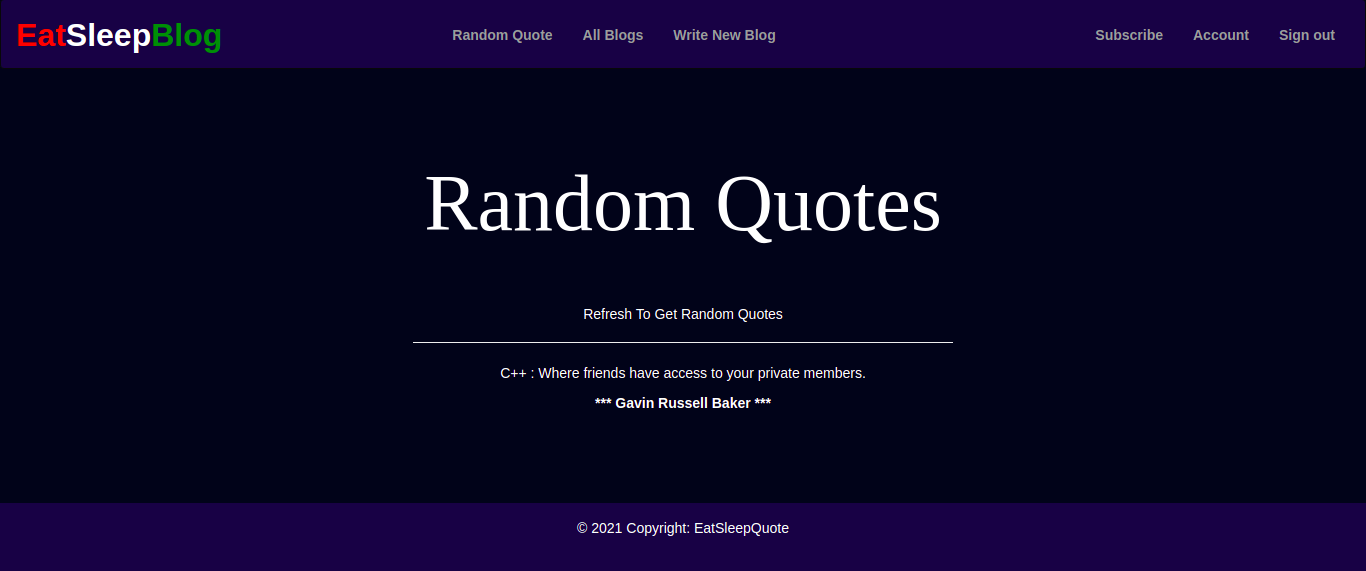 EatSleepBlog Random Quote All Blogs Write New Blog Subscribe Account Sign out
Random Quotes
Refresh To Get Random Quotes
C++ : Where friends have access to your private members.
*** Gavin Russell Baker ***
© 2021 Copyright: EatSleepQuote